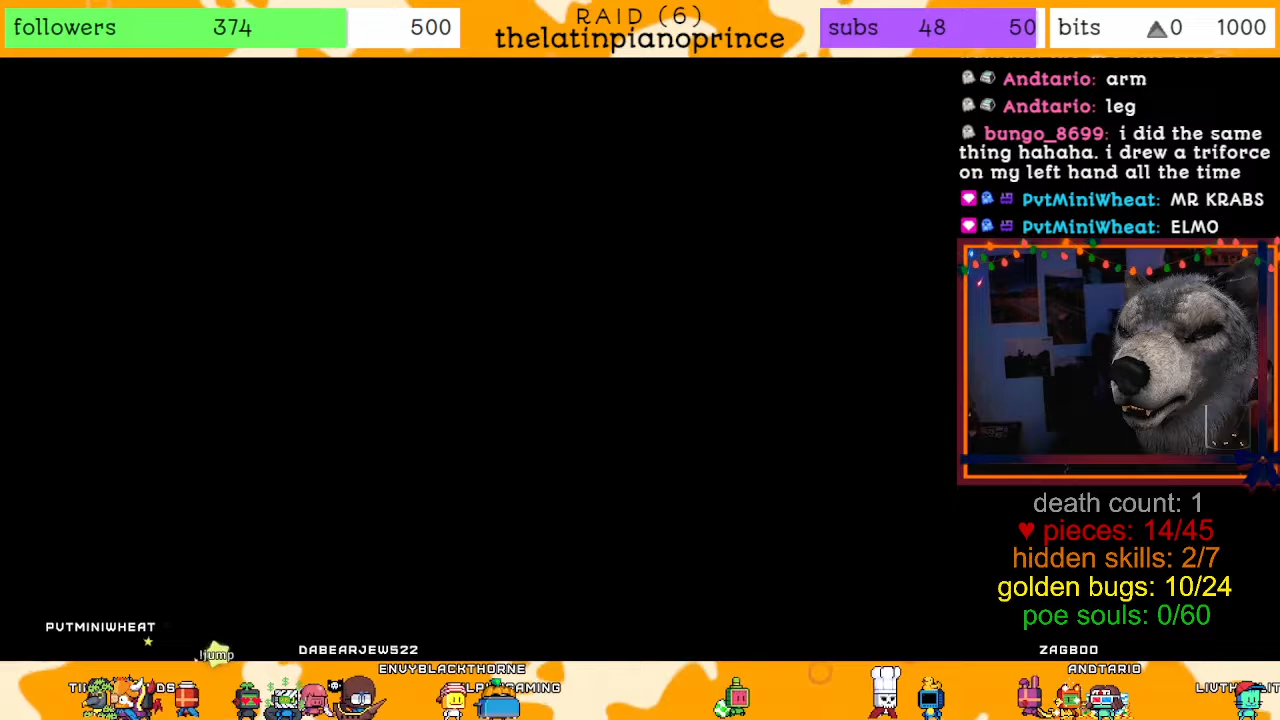 followers 374 500
RAID (6)
thelatinpianoprince
subs 48 50
bits 0 1000
Andtario: arm
Andtario: leg
bungo_8699: i did the same
thing hahaha. i drew a triforce
on my left hand all the time
PvtMiniWheat: MR KRABS
PvtMiniWheat: ELMO
death count: 1
♥ pieces: 14/45
hidden skills: 2/7
golden bugs: 10/24
poe souls: 0/60
PVTMINIWHEAT
!jump
DABEARJEW522
ZAGBOO
ENVYBLACKTHORNE
ANDTARIO